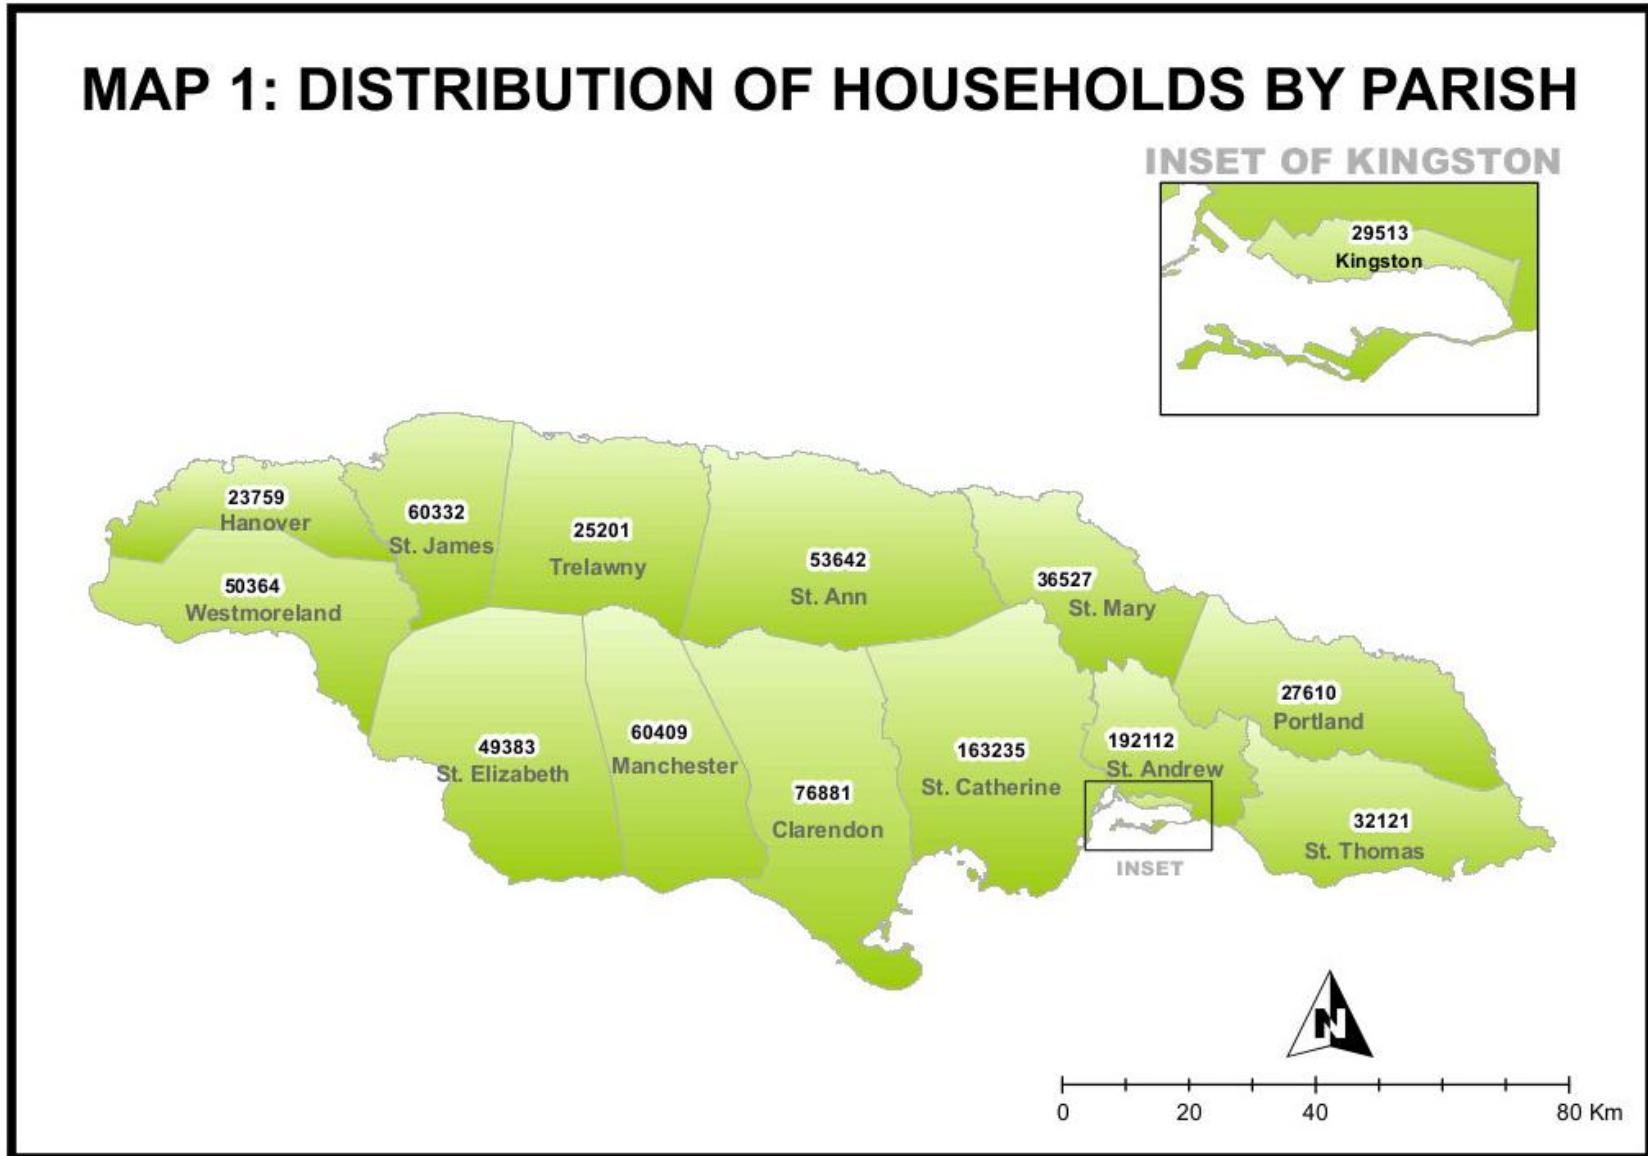 MAP 1: DISTRIBUTION OF HOUSEHOLDS BY PARISH
INSET OF KINGSTON
29513
Kingston
23759
Hanover
60332
St. James
25201
Trelawny
53642
St. Ann
36527
St. Mary
50364
Westmoreland
49383
St. Elizabeth
60409
Manchester
76881
Clarendon
163235
St. Catherine
192112
St. Andrew
27610
Portland
32121
St. Thomas
INSET
N
0 20 40 80 Km